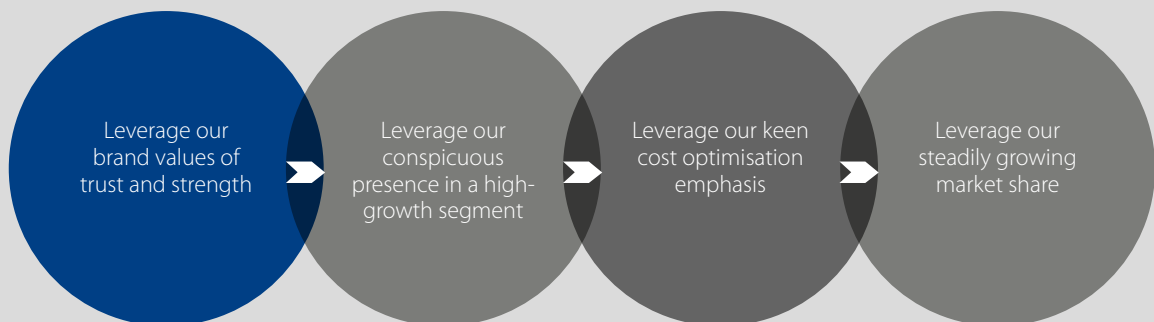 Leverage our
brand values of
trust and strength
Leverage our
conspicuous
presence in a high-
growth segment
Leverage our keen
cost optimisation
emphasis
Leverage our
steadily growing
market share